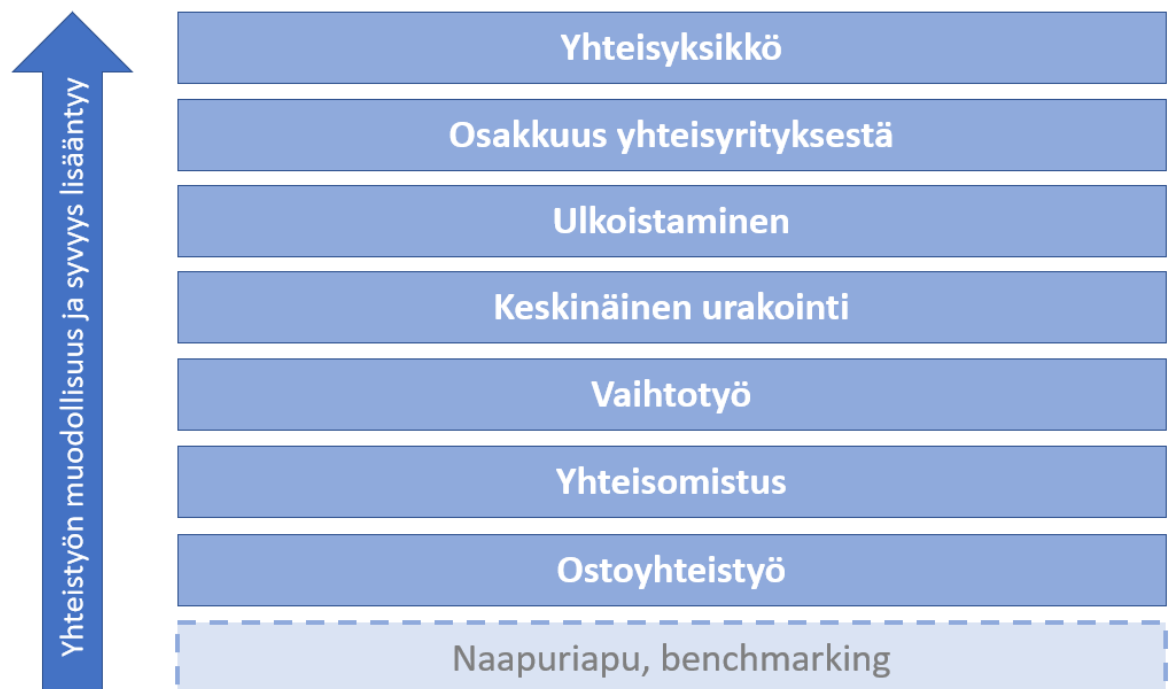 Yhteistyön muodollisuus ja syvyys lisääntyy
Yhteisyksikkö
Osakkuus yhteisyrityksestä
Ulkoistaminen
Keskinäinen urakointi
Vaihtotyö
Yhteisomistus
Ostoyhteistyö
Naapuriapu, benchmarking